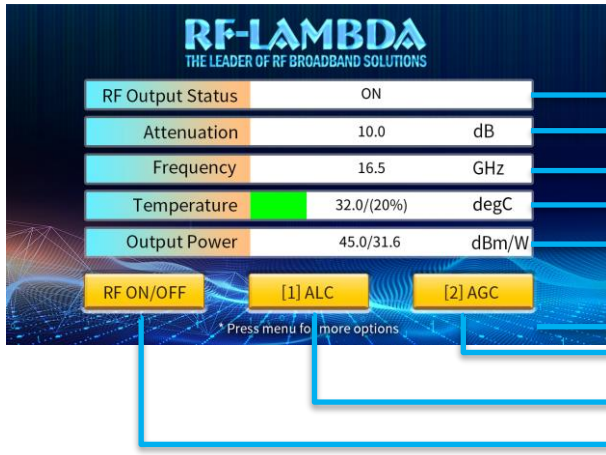 RF-LAMBDA
THE LEADER OF RF BROADBAND SOLUTIONS
RF Output Status ON
Attenuation 10.0 dB
Frequency 16.5 GHz
Temperature 32.0/(20%) degC
Output Power 45.0/31.6 dBm/W
RF ON/OFF [1] ALC [2] AGC
* Press menu for more options